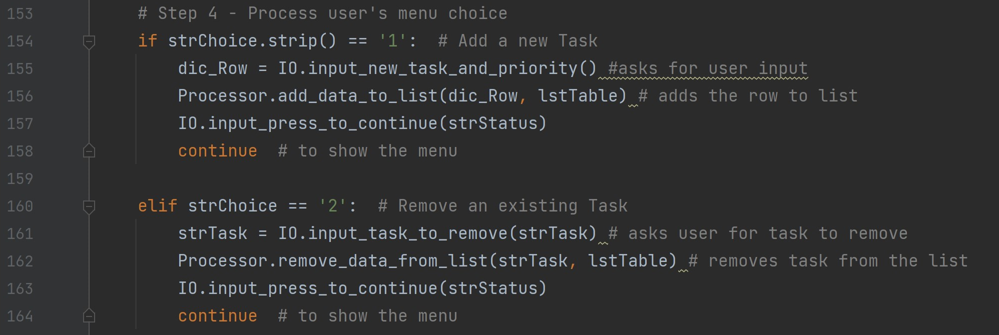 153 # Step 4 - Process user's menu choice
154 if strChoice.strip() == '1':  # Add a new Task
155 dic_Row = IO.input_new_task_and_priority() #asks for user input
156 Processor.add_data_to_list(dic_Row, lstTable) # adds the row to list
157 IO.input_press_to_continue(strStatus)
158 continue  # to show the menu
159
160 elif strChoice == '2':  # Remove an existing Task
161 strTask = IO.input_task_to_remove(strTask) # asks user for task to remove
162 Processor.remove_data_from_list(strTask, lstTable) # removes task from the list
163 IO.input_press_to_continue(strStatus)
164 continue  # to show the menu